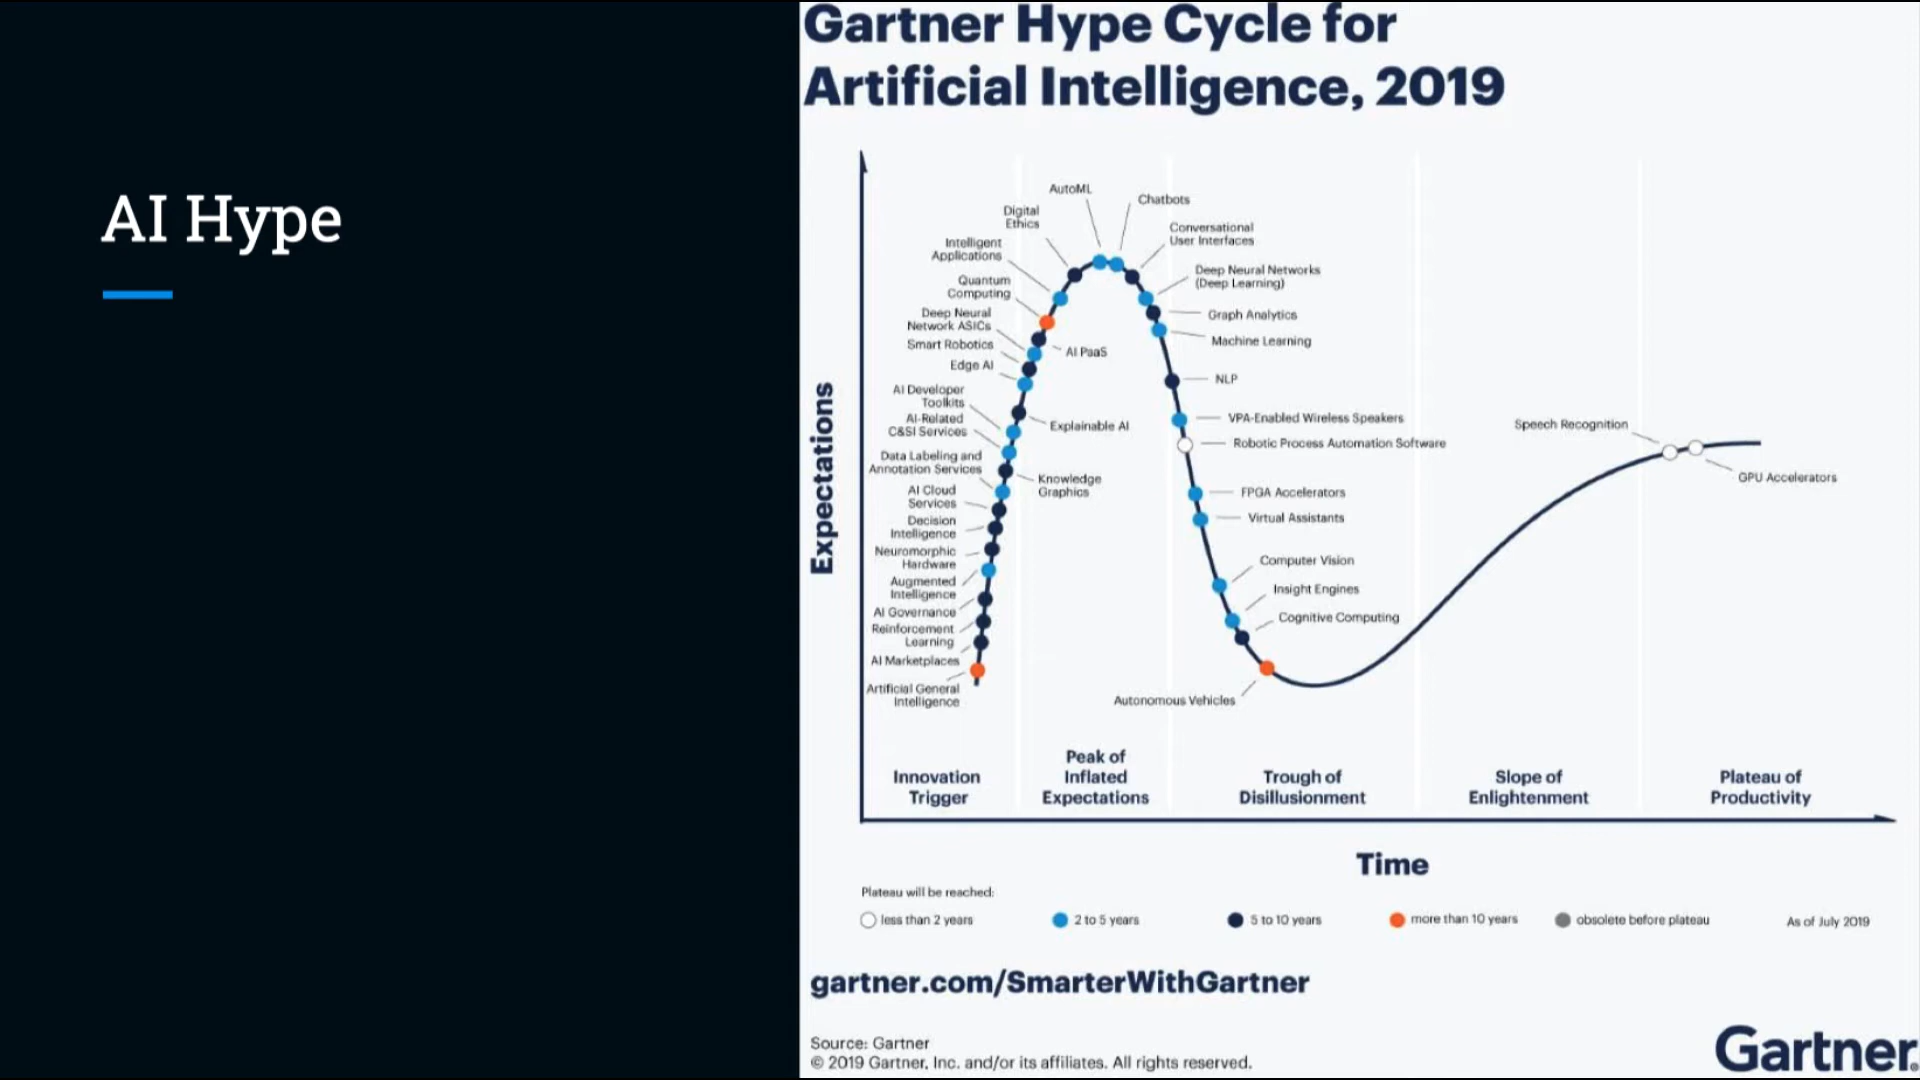 AI Hype
Gartner Hype Cycle for
Artificial Intelligence, 2019
Expectations
AutoML
Chatbots
Digital
Ethics
Conversational
User Interfaces
Intelligent
Applications
Deep Neural Networks
(Deep Learning)
Quantum
Computing
Graph Analytics
Deep Neural
Network ASICs
Machine Learning
Smart Robotics
AI PaaS
Edge AI
NLP
AI Developer
Toolkits
VPA-Enabled Wireless Speakers
AI-Related
C&SI Services
Explainable AI
Robotic Process Automation Software
Speech Recognition
Data Labeling and
Annotation Services
Knowledge
Graphics
GPU Accelerators
AI Cloud
Services
FPGA Accelerators
Decision
Intelligence
Virtual Assistants
Neuromorphic
Hardware
Computer Vision
Augmented
Intelligence
Insight Engines
AI Governance
Cognitive Computing
Reinforcement
Learning
AI Marketplaces
Artificial General
Intelligence
Autonomous Vehicles
Innovation
Trigger
Peak of
Inflated
Expectations
Trough of
Disillusionment
Slope of
Enlightenment
Plateau of
Productivity
Time
Plateau will be reached:
less than 2 years
2 to 5 years
5 to 10 years
more than 10 years
obsolete before plateau
As of July 2019
gartner.com/SmarterWithGartner
Source: Gartner
© 2019 Gartner, Inc. and/or its affiliates. All rights reserved.
Gartner.